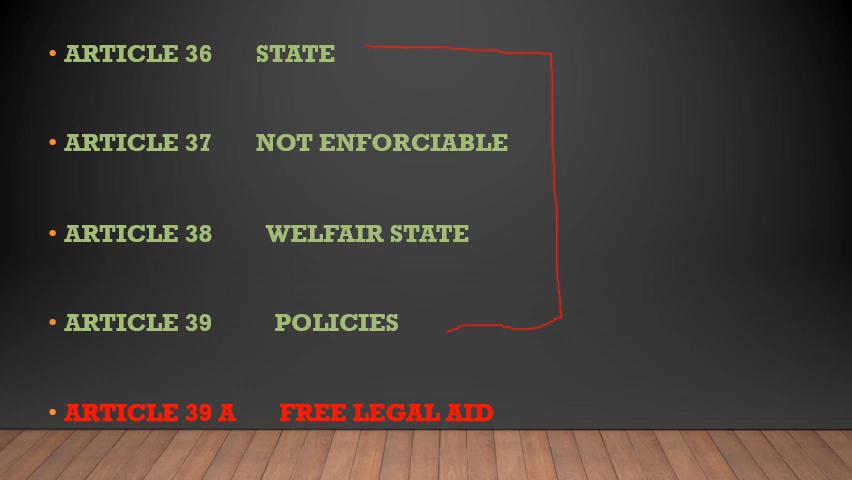 • ARTICLE 36 STATE
• ARTICLE 37 NOT ENFORCIABLE
• ARTICLE 38 WELFAIR STATE
• ARTICLE 39 POLICIES
• ARTICLE 39 A FREE LEGAL AID